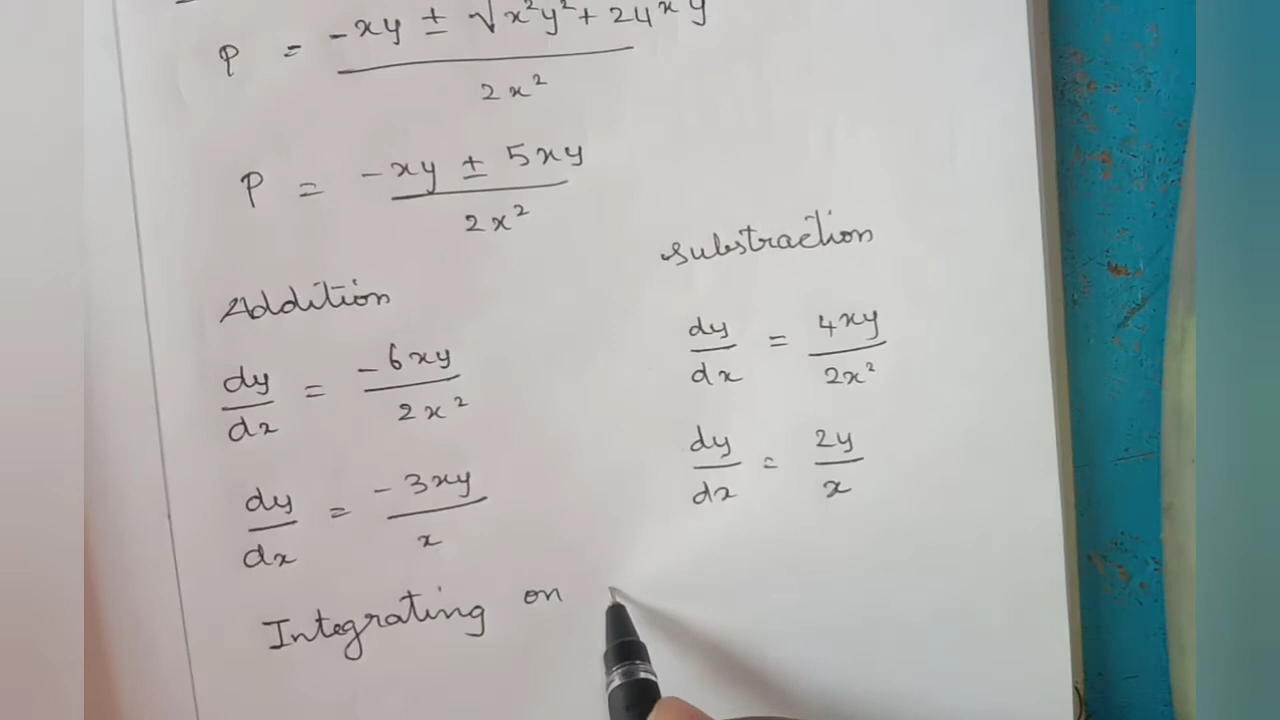 P = -xy ± √x²y² + 24xy
2x²
P = -xy ± 5xy
2x²
Addition
dy/dx = -6xy/2x²
dy/dx = -3xy/x
Integrating on
Substraction
dy/dx = 4xy/2x²
dy/dx = 2y/x